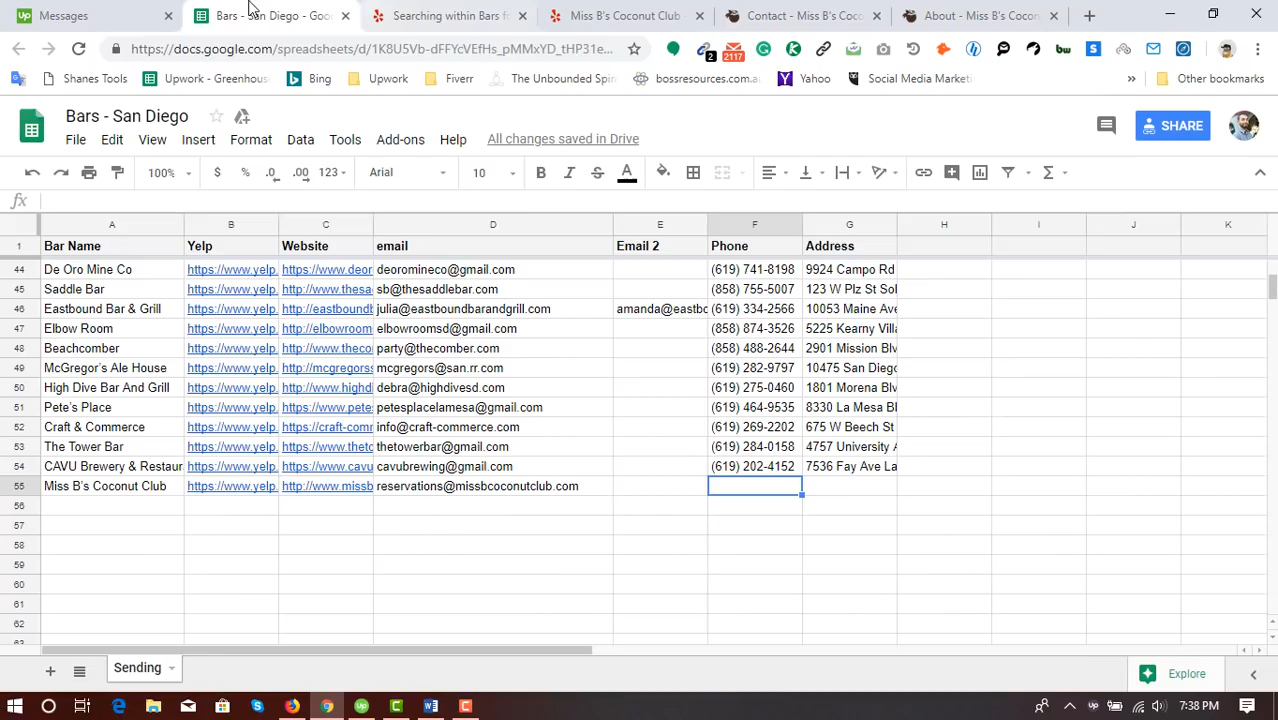 Up Messages
Bars - San Diego - Goo
Searching within Bars fo
Miss B's Coconut Club -
Contact - Miss B's Cocon
About - Miss B's Coconu
https://docs.google.com/spreadsheets/d/1K8U5Vb-dFFYcVEfHs_pMMxYD_tHP31e...
2
2117
bw
S
Shanes Tools
Upwork - Greenhous
Bing
Upwork
Fiverr
The Unbounded Spir
bossresources.com.au
Yahoo
Social Media Market
»
Other bookmarks
Bars - San Diego
File Edit View Insert Format Data Tools Add-ons Help All changes saved in Drive
SHARE
100% $ % .0 .00 123 Arial 10 B I S A Σ
fx
A B C D E F G H I J K
1 Bar Name Yelp Website email Email 2 Phone Address
44 De Oro Mine Co https://www.yelp. https://www.deor deoromineco@gmail.com (619) 741-8198 9924 Campo Rd
45 Saddle Bar https://www.yelp. http://www.thesa sb@thesaddlebar.com (858) 755-5007 123 W Plz St Sol
46 Eastbound Bar & Grill https://www.yelp. http://eastboundb julia@eastboundbarandgrill.com amanda@eastbo (619) 334-2566 10053 Maine Ave
47 Elbow Room https://www.yelp. http://elbowroom elbowroomsd@gmail.com (858) 874-3526 5225 Kearny Villa
48 Beachcomber https://www.yelp. http://www.theco party@thecomber.com (858) 488-2644 2901 Mission Blv
49 McGregor's Ale House https://www.yelp. http://mcgregorss mcgregors@san.rr.com (619) 282-9797 10475 San Diego
50 High Dive Bar And Grill https://www.yelp. http://www.highdi debra@highdivesd.com (619) 275-0460 1801 Morena Blv
51 Pete's Place https://www.yelp. http://www.petes petesplacelamesa@gmail.com (619) 464-9535 8330 La Mesa Bl
52 Craft & Commerce https://www.yelp. https://craft-comm info@craft-commerce.com (619) 269-2202 675 W Beech St
53 The Tower Bar https://www.yelp. http://www.theto thetowerbar@gmail.com (619) 284-0158 4757 University A
54 CAVU Brewery & Restaur https://www.yelp. https://www.cavu cavubrewing@gmail.com (619) 202-4152 7536 Fay Ave La
55 Miss B's Coconut Club https://www.yelp. http://www.missb reservations@missbcoconutclub.com
56
57
58
59
60
61
62
63
Sending
Explore
7:38 PM